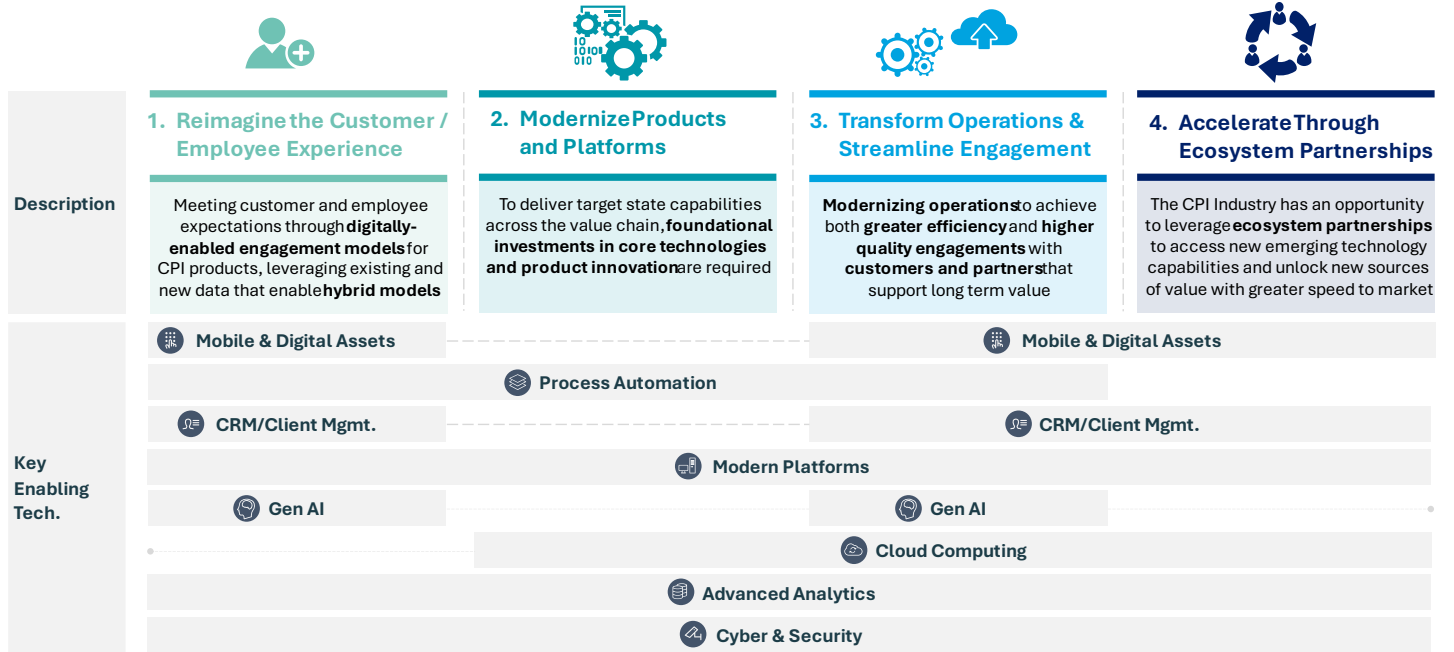 1. Reimagine the Customer /
Employee Experience
2. Modernize Products
and Platforms
3. Transform Operations &
Streamline Engagement
4. Accelerate Through
Ecosystem Partnerships
Description
Meeting customer and employee
expectations through digitally-
enabled engagement models for
CPI products, leveraging existing and
new data that enable hybrid models
To deliver target state capabilities
across the value chain, foundational
investments in core technologies
and product innovation are required
Modernizing operations to achieve
both greater efficiency and higher
quality engagements with
customers and partners that
support long term value
The CPI Industry has an opportunity
to leverage ecosystem partnerships
to access new emerging technology
capabilities and unlock new sources
of value with greater speed to market
Key
Enabling
Tech.
Mobile & Digital Assets
Mobile & Digital Assets
Process Automation
CRM/Client Mgmt.
CRM/Client Mgmt.
Modern Platforms
Gen AI
Gen AI
Cloud Computing
Advanced Analytics
Cyber & Security